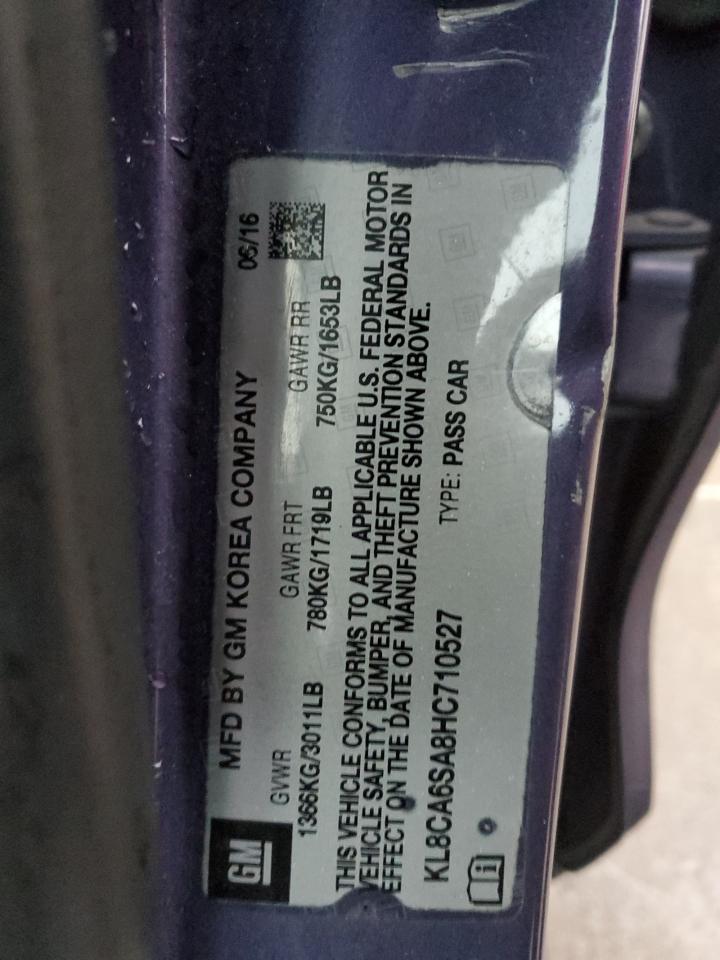 GM
MFD BY GM KOREA COMPANY 06/16
GVWR GAWR FRT GAWR RR
1366KG/3011LB 780KG/1719LB 750KG/1653LB
THIS VEHICLE CONFORMS TO ALL APPLICABLE U.S. FEDERAL MOTOR
VEHICLE SAFETY, BUMPER, AND THEFT PREVENTION STANDARDS IN
EFFECT ON THE DATE OF MANUFACTURE SHOWN ABOVE.
KL8CA6SA8HC710527 TYPE: PASS CAR